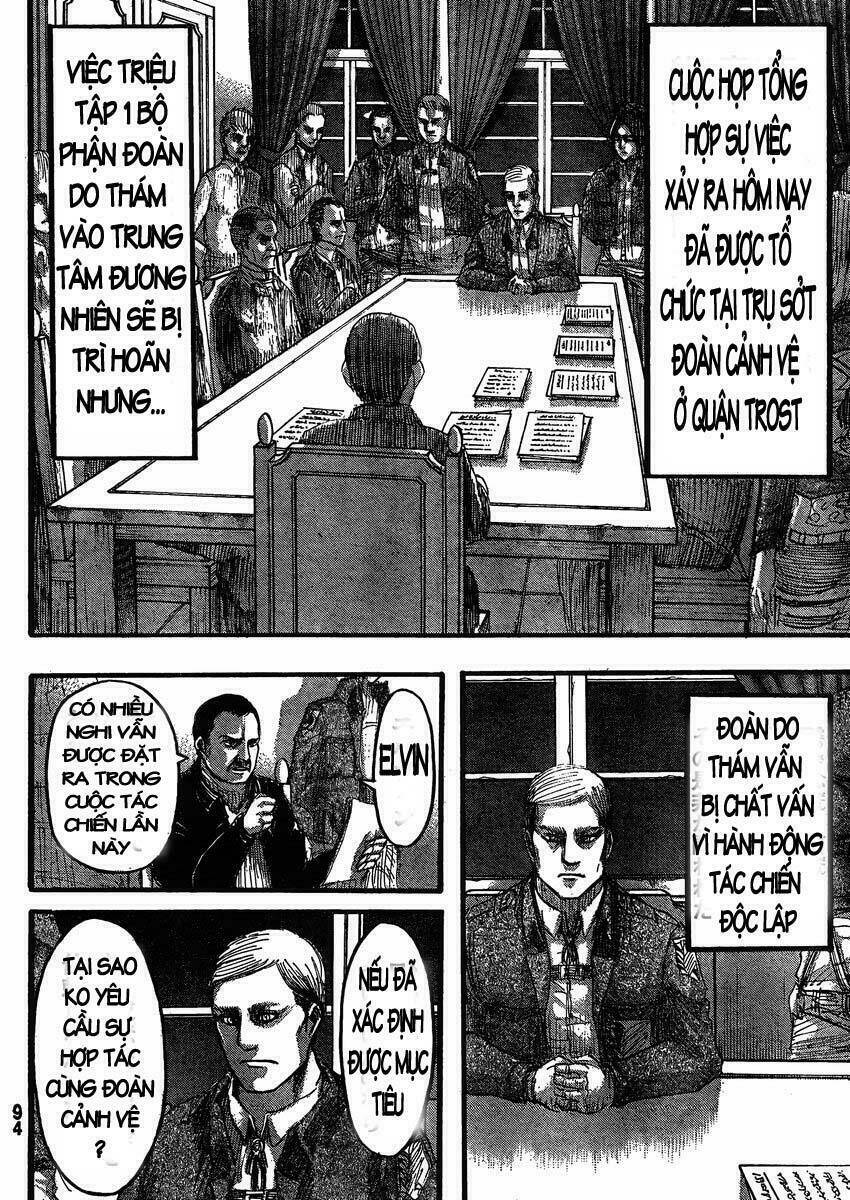 CUỘC HỌP TỔNG
HỢP SỰ VIỆC
XẢY RA HÔM NAY
ĐÃ ĐƯỢC TỔ
CHỨC TẠI TRỤ SỞT
ĐOÀN CẢNH VỆ
Ở QUẬN TROST
VIỆC TRIỆU
TẬP 1 BỘ
PHẬN ĐOÀN
DO THÁM
VÀO TRUNG
TÂM ĐƯƠNG
NHIÊN SẼ BỊ
TRÌ HOÃN
NHƯNG...
ĐOÀN DO
THÁM VẪN
BỊ CHẤT VẤN
VÌ HÀNH ĐỘNG
TÁC CHIẾN
ĐỘC LẬP
ELVIN
CÓ NHIỀU
NGHI VẤN
ĐƯỢC ĐẶT
RA TRONG
CUỘC TÁC
CHIẾN LẦN
NÀY
NẾU ĐÃ
XÁC ĐỊNH
ĐƯỢC MỤC
TIÊU
TẠI SAO
KO YÊU
CẦU SỰ
HỢP TÁC
CÙNG ĐOÀN
CẢNH VỆ
?
94